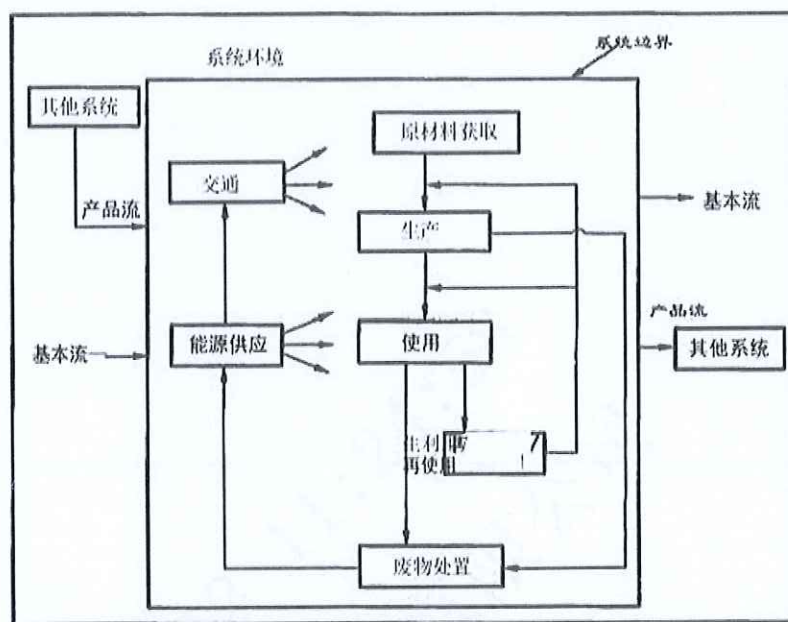 系统环境
系统边界
其他系统
原材料获取
交通
产品流
基本流
生产
产品流
能源供应
使用
其他系统
基本流
再使用
废物处置